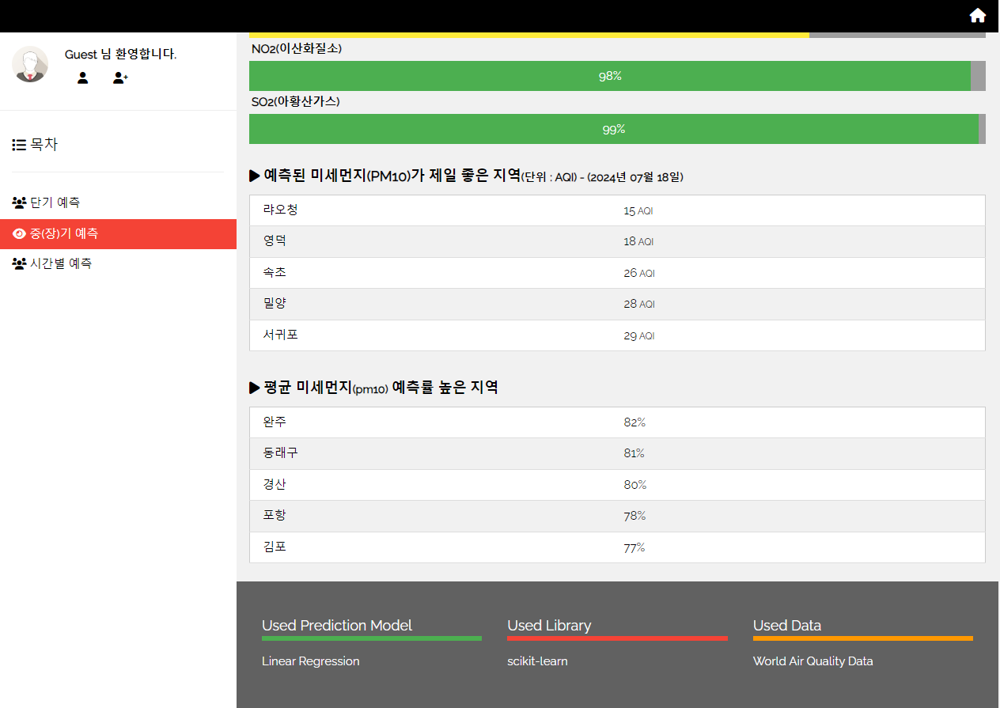 Guest 님 환영합니다.
목차
단기 예측
중(장)기 예측
시간별 예측
NO2(이산화질소)
98%
SO2(아황산가스)
99%
예측된 미세먼지(PM10)가 제일 좋은 지역(단위 : AQI) - (2024년 07월 18일)
랴오청 15 AQI
영덕 18 AQI
속초 26 AQI
밀양 28 AQI
서귀포 29 AQI
평균 미세먼지(pm10) 예측률 높은 지역
완주 82%
동래구 81%
경산 80%
포항 78%
김포 77%
Used Prediction Model
Linear Regression
Used Library
scikit-learn
Used Data
World Air Quality Data